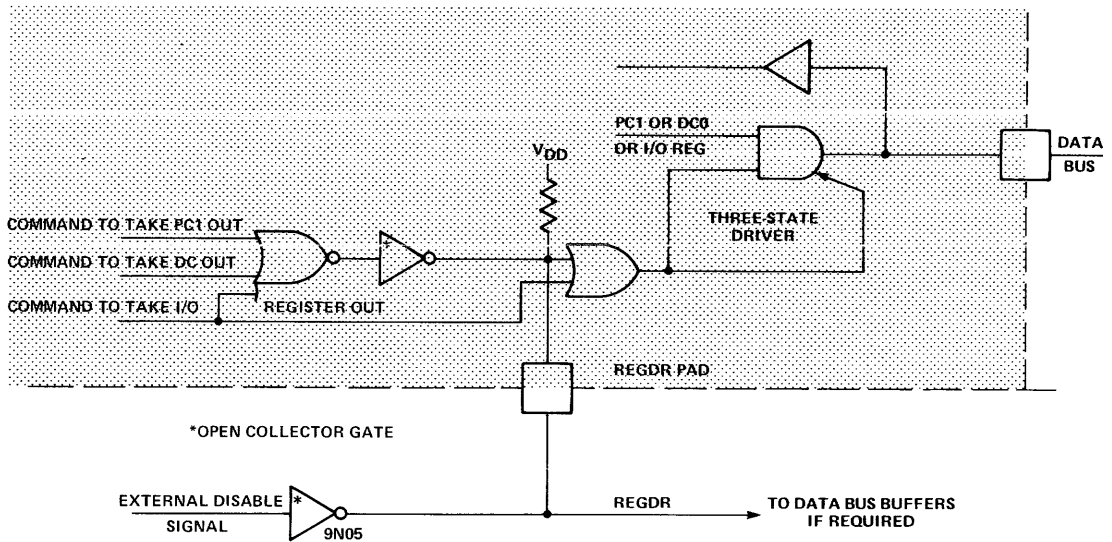 PC1 OR DC0
OR I/O REG
DATA
BUS
VDD
THREE-STATE
DRIVER
COMMAND TO TAKE PC1 OUT
COMMAND TO TAKE DC OUT
COMMAND TO TAKE I/O REGISTER OUT
+
REGDR PAD
*OPEN COLLECTOR GATE
EXTERNAL DISABLE
SIGNAL
*
9N05
REGDR
TO DATA BUS BUFFERS
IF REQUIRED